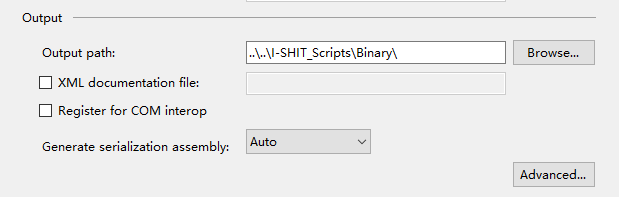 Output
Output path: ..\..\I-SHIT_Scripts\Binary\ Browse...
XML documentation file:
Register for COM interop
Generate serialization assembly: Auto
Advanced...